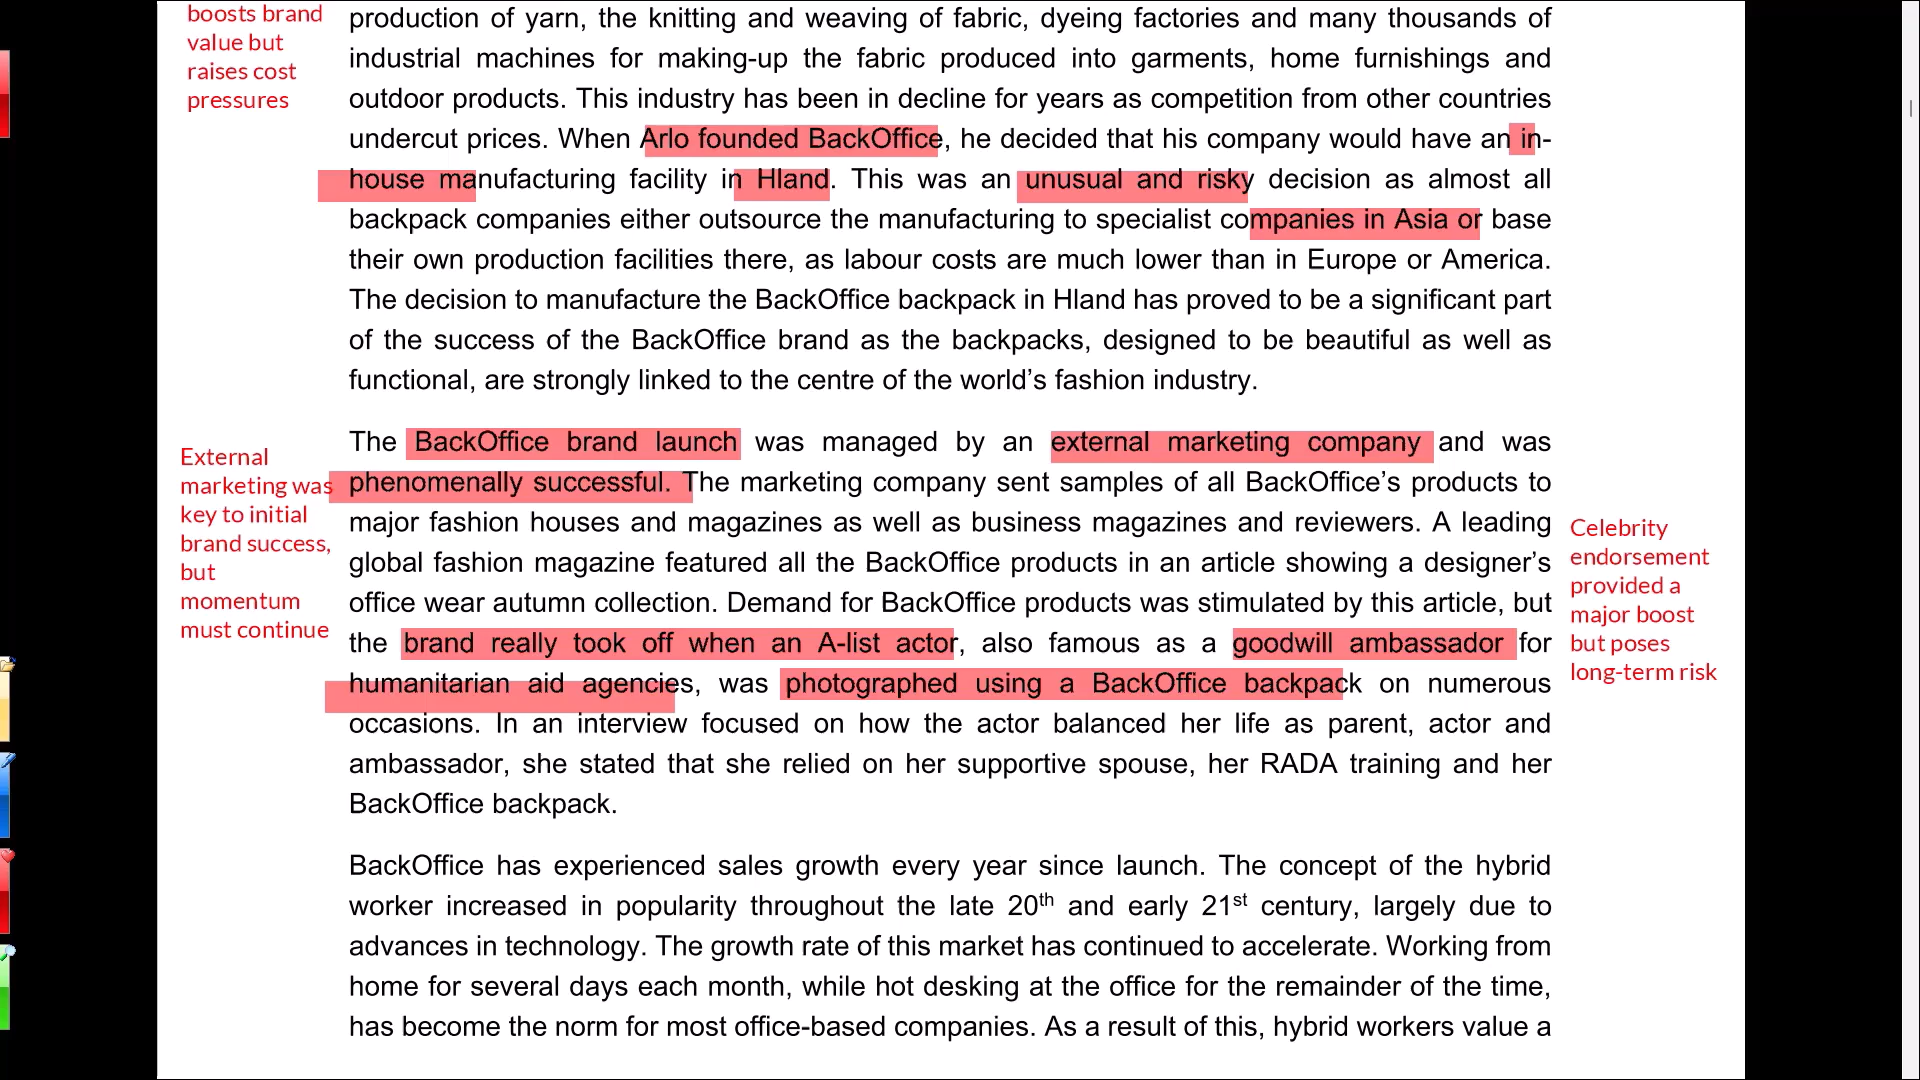 boosts brand
value but
raises cost
pressures
production of yarn, the knitting and weaving of fabric, dyeing factories and many thousands of
industrial machines for making-up the fabric produced into garments, home furnishings and
outdoor products. This industry has been in decline for years as competition from other countries
undercut prices. When Arlo founded BackOffice, he decided that his company would have an in-
house manufacturing facility in Hland. This was an unusual and risky decision as almost all
backpack companies either outsource the manufacturing to specialist companies in Asia or base
their own production facilities there, as labour costs are much lower than in Europe or America.
The decision to manufacture the BackOffice backpack in Hland has proved to be a significant part
of the success of the BackOffice brand as the backpacks, designed to be beautiful as well as
functional, are strongly linked to the centre of the world’s fashion industry.
External
marketing was
key to initial
brand success,
but
momentum
must continue
The BackOffice brand launch was managed by an external marketing company and was
phenomenally successful. The marketing company sent samples of all BackOffice’s products to
major fashion houses and magazines as well as business magazines and reviewers. A leading
global fashion magazine featured all the BackOffice products in an article showing a designer’s
office wear autumn collection. Demand for BackOffice products was stimulated by this article, but
the brand really took off when an A-list actor, also famous as a goodwill ambassador for
humanitarian aid agencies, was photographed using a BackOffice backpack on numerous
occasions. In an interview focused on how the actor balanced her life as parent, actor and
ambassador, she stated that she relied on her supportive spouse, her RADA training and her
BackOffice backpack.
Celebrity
endorsement
provided a
major boost
but poses
long-term risk
BackOffice has experienced sales growth every year since launch. The concept of the hybrid
worker increased in popularity throughout the late 20th and early 21st century, largely due to
advances in technology. The growth rate of this market has continued to accelerate. Working from
home for several days each month, while hot desking at the office for the remainder of the time,
has become the norm for most office-based companies. As a result of this, hybrid workers value a